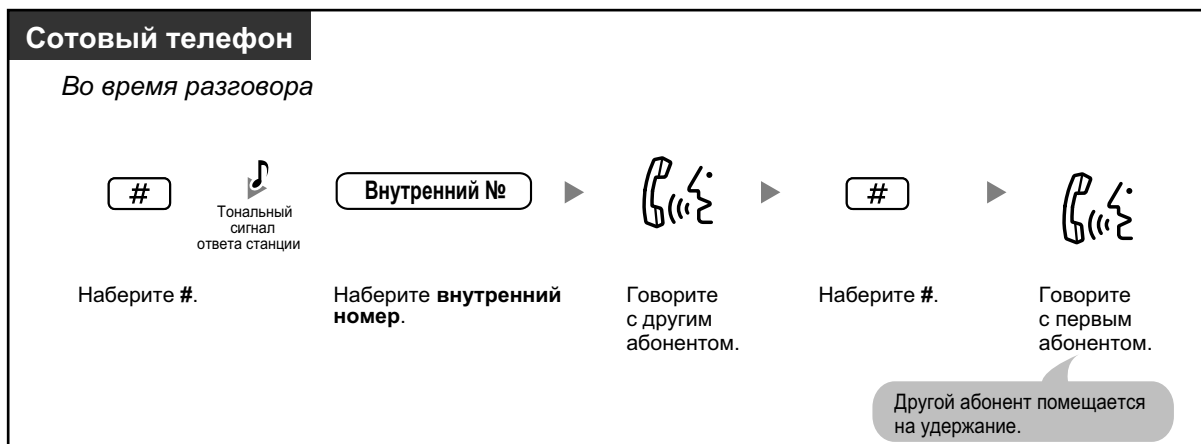 Сотовый телефон
Во время разговора
#
Тональный
сигнал
ответа станции
Внутренний №
#
Наберите #.
Наберите внутренний
номер.
Говорите
с другим
абонентом.
Наберите #.
Говорите
с первым
абонентом.
Другой абонент помещается
на удержание.